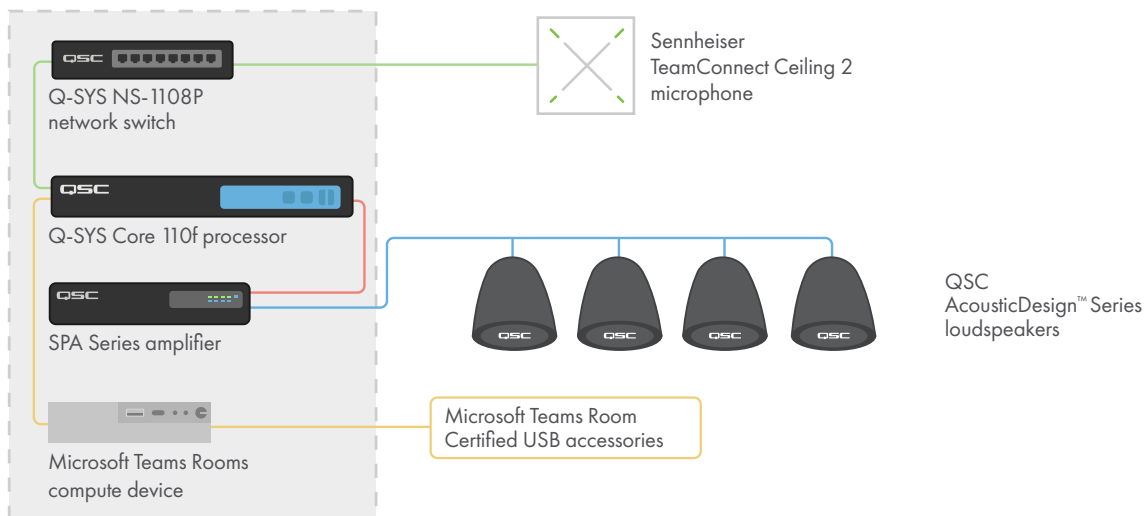 QSC
Q-SYS NS-1108P
network switch
Sennheiser
TeamConnect Ceiling 2
microphone
QSC
Q-SYS Core 110f processor
QSC
SPA Series amplifier
QSC
QSC
QSC
QSC
QSC
AcousticDesign™ Series
loudspeakers
Microsoft Teams Room
Certified USB accessories
Microsoft Teams Rooms
compute device